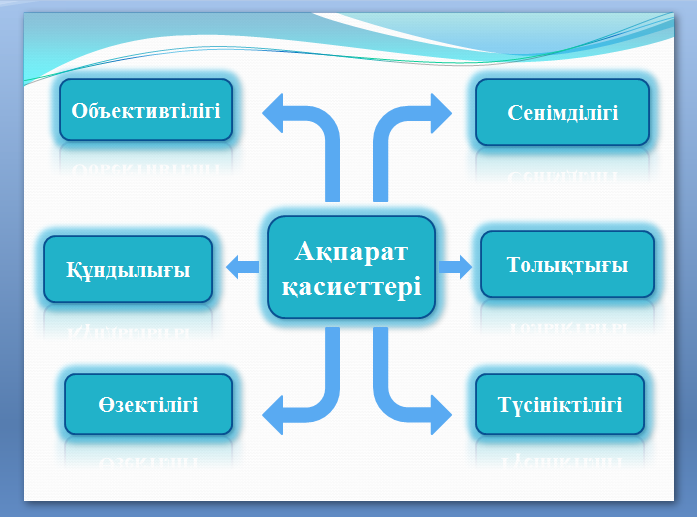 Объективтілігі
Сенімділігі
Ақпарат
қасиеттері
Құндылығы
Толықтығы
Өзектілігі
Түсініктілігі